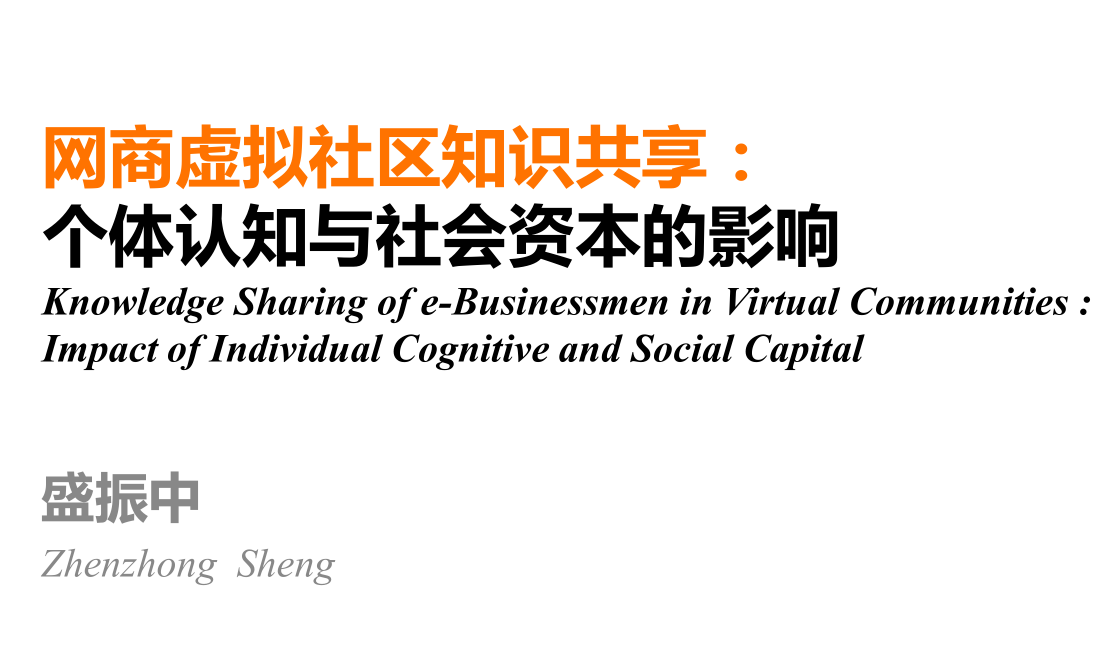 网商虚拟社区知识共享：
个体认知与社会资本的影响
Knowledge Sharing of e-Businessmen in Virtual Communities :
Impact of Individual Cognitive and Social Capital
盛振中
Zhenzhong Sheng